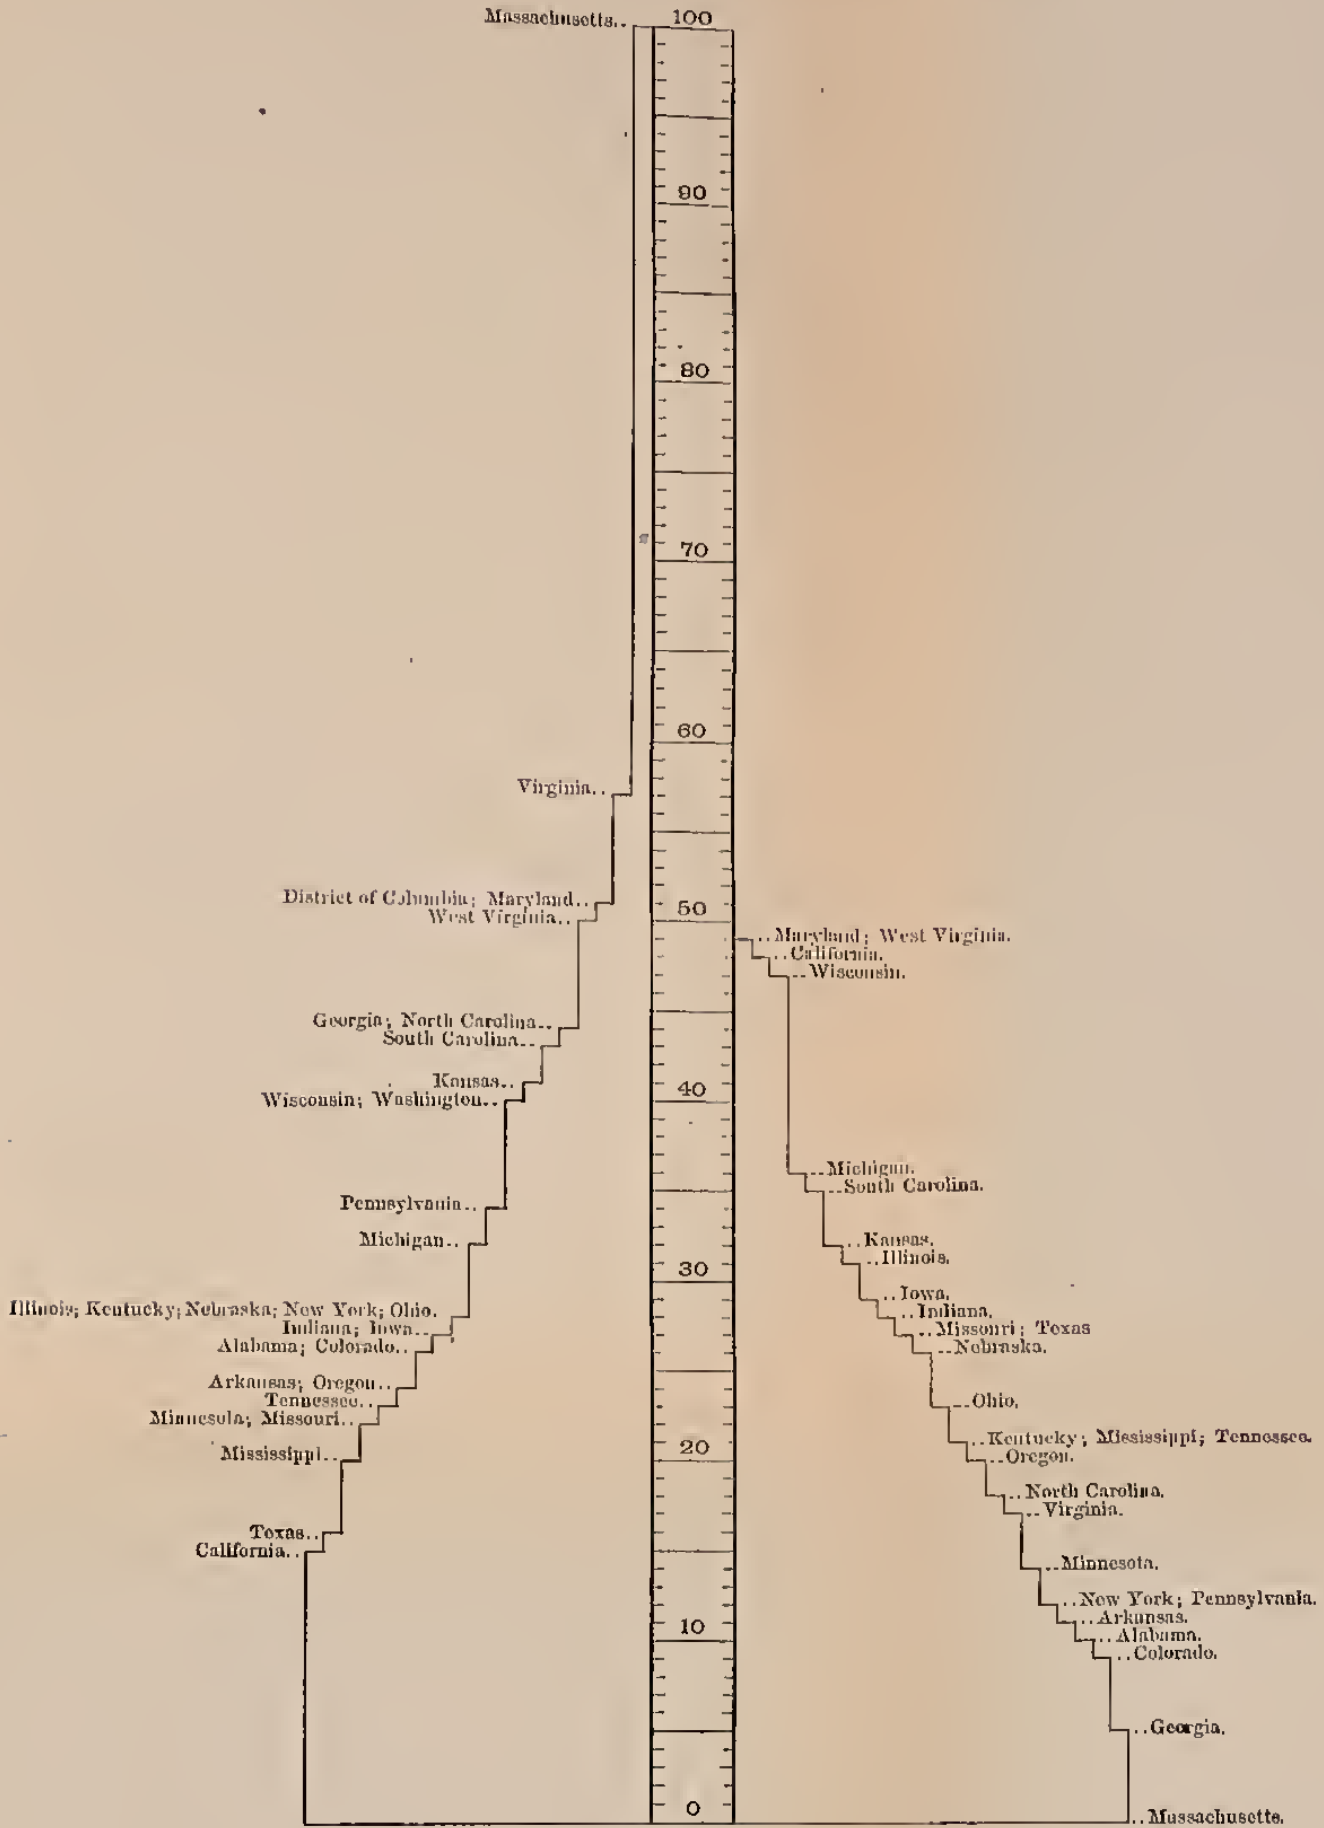 Massachusetts..
100
90
80
70
60
Virginia..
District of Columbia; Maryland..
50
West Virginia..
..Maryland; West Virginia.
..California.
..Wisconsin.
Georgia; North Carolina..
South Carolina..
Kansas..
40
Wisconsin; Washington..
..Michigan.
..South Carolina.
Pennsylvania..
Michigan..
..Kansas.
..Illinois.
30
..Iowa.
Illinois; Kentucky; Nebraska; New York; Ohio.
..Indiana.
Indiana; Iowa..
..Missouri; Texas
Alabama; Colorado..
..Nebraska.
Arkansas; Oregon..
Tennessee..
..Ohio.
Minnesota; Missouri..
..Kentucky; Mississippi; Tennessee.
20
Mississippi..
..Oregon.
..North Carolina.
..Virginia.
Texas..
California..
..Minnesota.
..New York; Pennsylvania.
..Arkansas.
10
..Alabama.
..Colorado.
..Georgia.
0
..Massachusetts.